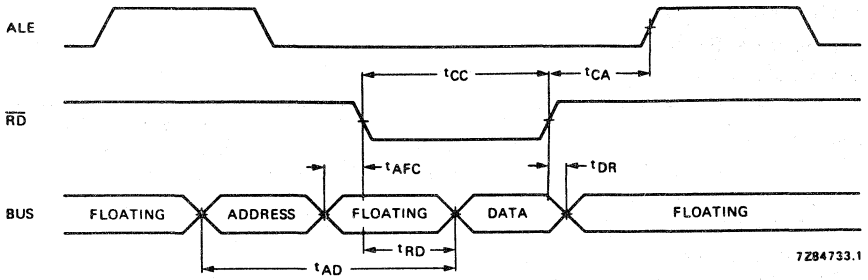 ALE
tCC
tCA
RD
tAFC
tDR
BUS
FLOATING
ADDRESS
FLOATING
DATA
FLOATING
tRD
tAD
7Z84733.1